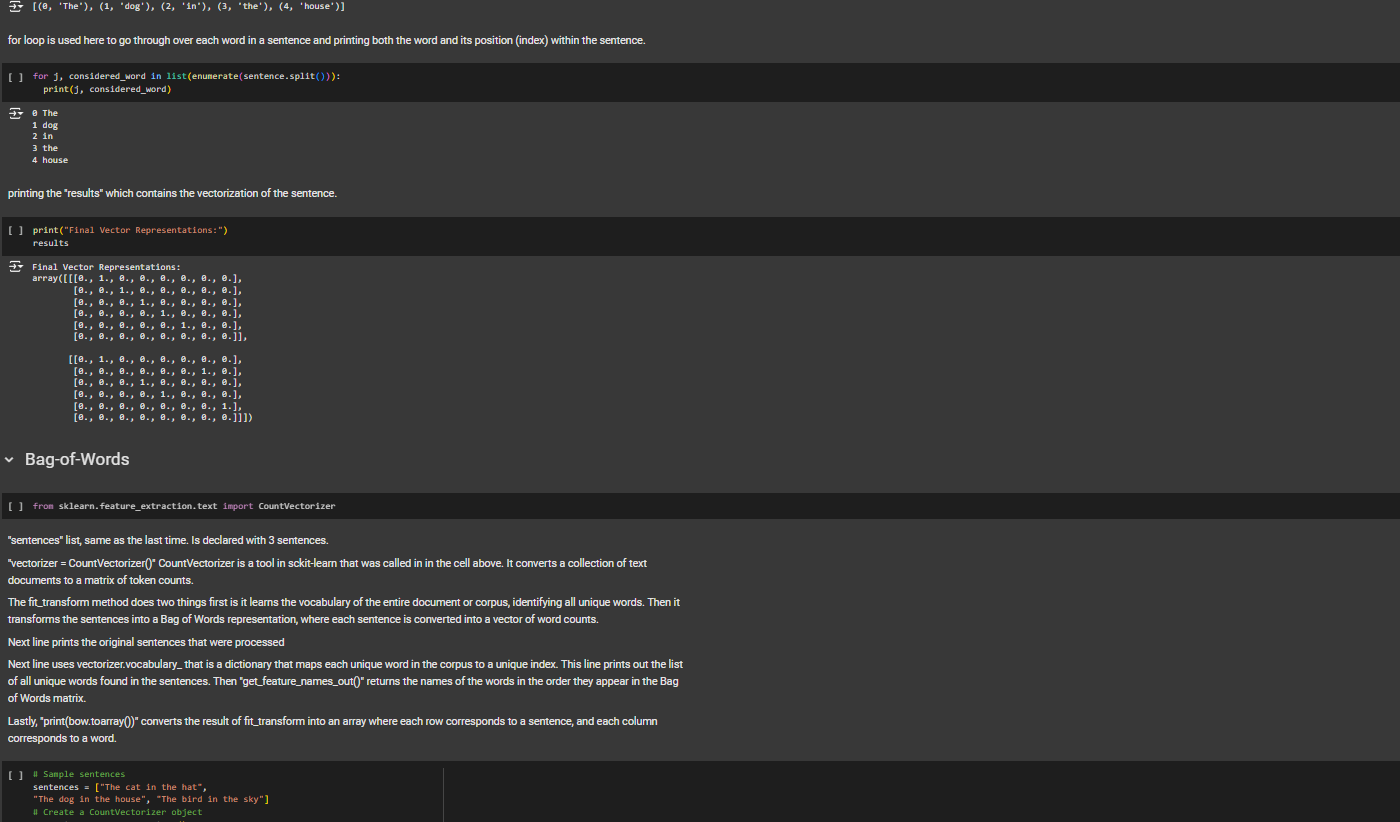 [(0, 'The'), (1, 'dog'), (2, 'in'), (3, 'the'), (4, 'house')]
for loop is used here to go through over each word in a sentence and printing both the word and its position (index) within the sentence.
[ ] for j, considered_word in list(enumerate(sentence.split())):
print(j, considered_word)
0 The
1 dog
2 in
3 the
4 house
printing the "results" which contains the vectorization of the sentence.
[ ] print("Final Vector Representations:")
results
Final Vector Representations:
array([[[0., 1., 0., 0., 0., 0., 0., 0.],
[0., 0., 1., 0., 0., 0., 0., 0.],
[0., 0., 0., 1., 0., 0., 0., 0.],
[0., 0., 0., 0., 1., 0., 0., 0.],
[0., 0., 0., 0., 0., 1., 0., 0.],
[0., 0., 0., 0., 0., 0., 0., 0.]],
[[0., 1., 0., 0., 0., 0., 0., 0.],
[0., 0., 0., 0., 0., 0., 1., 0.],
[0., 0., 0., 1., 0., 0., 0., 0.],
[0., 0., 0., 0., 1., 0., 0., 0.],
[0., 0., 0., 0., 0., 0., 0., 1.],
[0., 0., 0., 0., 0., 0., 0., 0.]]])
Bag-of-Words
[ ] from sklearn.feature_extraction.text import CountVectorizer
"sentences" list, same as the last time. Is declared with 3 sentences.
"vectorizer = CountVectorizer()" CountVectorizer is a tool in sckit-learn that was called in in the cell above. It converts a collection of text
documents to a matrix of token counts.
The fit_transform method does two things first is it learns the vocabulary of the entire document or corpus, identifying all unique words. Then it
transforms the sentences into a Bag of Words representation, where each sentence is converted into a vector of word counts.
Next line prints the original sentences that were processed
Next line uses vectorizer.vocabulary_ that is a dictionary that maps each unique word in the corpus to a unique index. This line prints out the list
of all unique words found in the sentences. Then "get_feature_names_out()" returns the names of the words in the order they appear in the Bag
of Words matrix.
Lastly, "print(bow.toarray())" converts the result of fit_transform into an array where each row corresponds to a sentence, and each column
corresponds to a word.
[ ] # Sample sentences
sentences = ["The cat in the hat",
"The dog in the house", "The bird in the sky"]
# Create a CountVectorizer object